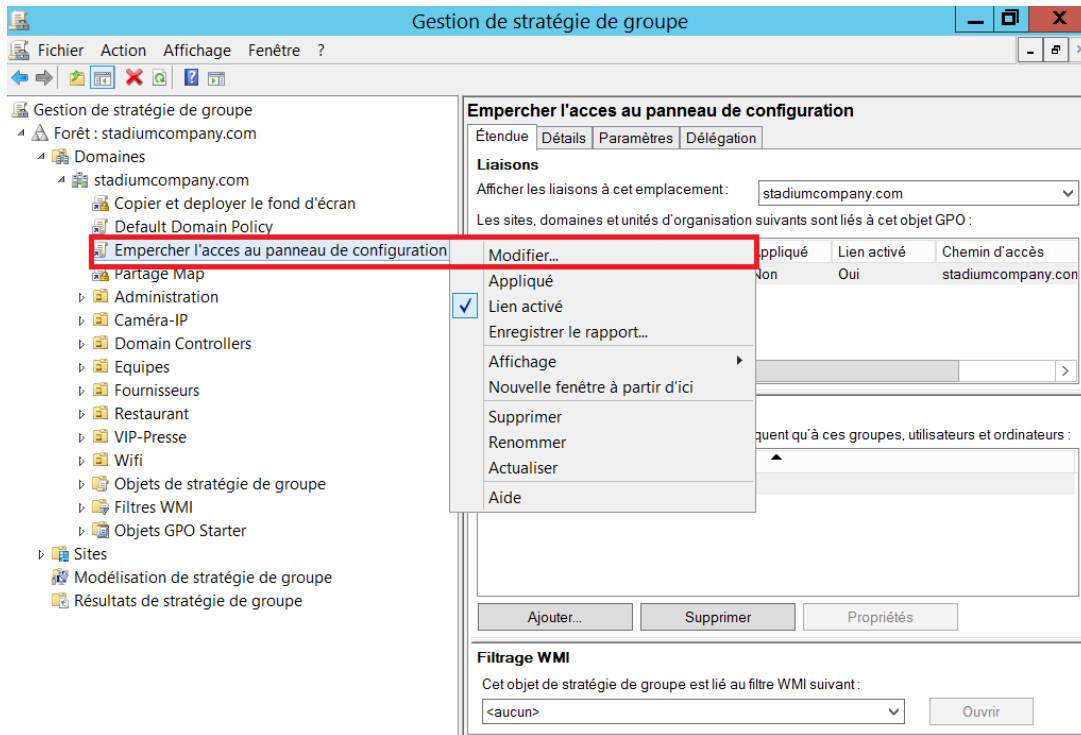 Gestion de stratégie de groupe
Fichier Action Affichage Fenêtre ?
Gestion de stratégie de groupe
Forêt : stadiumcompany.com
Domaines
stadiumcompany.com
Copier et deployer le fond d'écran
Default Domain Policy
Empercher l'acces au panneau de configuration
Partage Map
Administration
Caméra-IP
Domain Controllers
Equipes
Fournisseurs
Restaurant
VIP-Presse
Wifi
Objets de stratégie de groupe
Filtres WMI
Objets GPO Starter
Sites
Modélisation de stratégie de groupe
Résultats de stratégie de groupe
Modifier...
Appliqué
Lien activé
Enregistrer le rapport...
Affichage
Nouvelle fenêtre à partir d'ici
Supprimer
Renommer
Actualiser
Aide
Empercher l'acces au panneau de configuration
Étendue Détails Paramètres Délégation
Liaisons
Afficher les liaisons à cet emplacement : stadiumcompany.com
Les sites, domaines et unités d'organisation suivants sont liés à cet objet GPO :
Appliqué Lien activé Chemin d'accès
Non Oui stadiumcompany.con
quent qu'à ces groupes, utilisateurs et ordinateurs :
Ajouter... Supprimer Propriétés
Filtrage WMI
Cet objet de stratégie de groupe est lié au filtre WMI suivant :
<aucun> Ouvrir